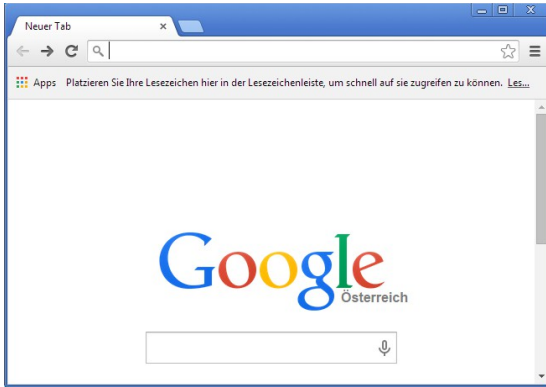 Neuer Tab
Apps Platzieren Sie Ihre Lesezeichen hier in der Lesezeichenleiste, um schnell auf sie zugreifen zu können. Les...
Google
Österreich